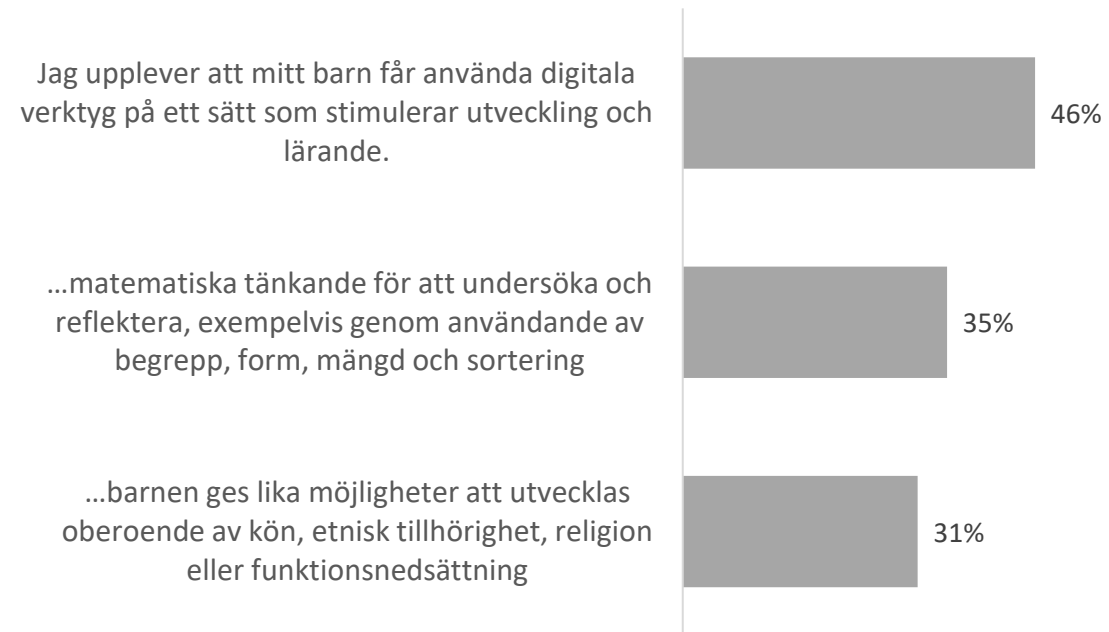 Jag upplever att mitt barn får använda digitala
verktyg på ett sätt som stimulerar utveckling och
lärande.
46%
…matematiska tänkande för att undersöka och
reflektera, exempelvis genom användande av
begrepp, form, mängd och sortering
35%
…barnen ges lika möjligheter att utvecklas
oberoende av kön, etnisk tillhörighet, religion
eller funktionsnedsättning
31%